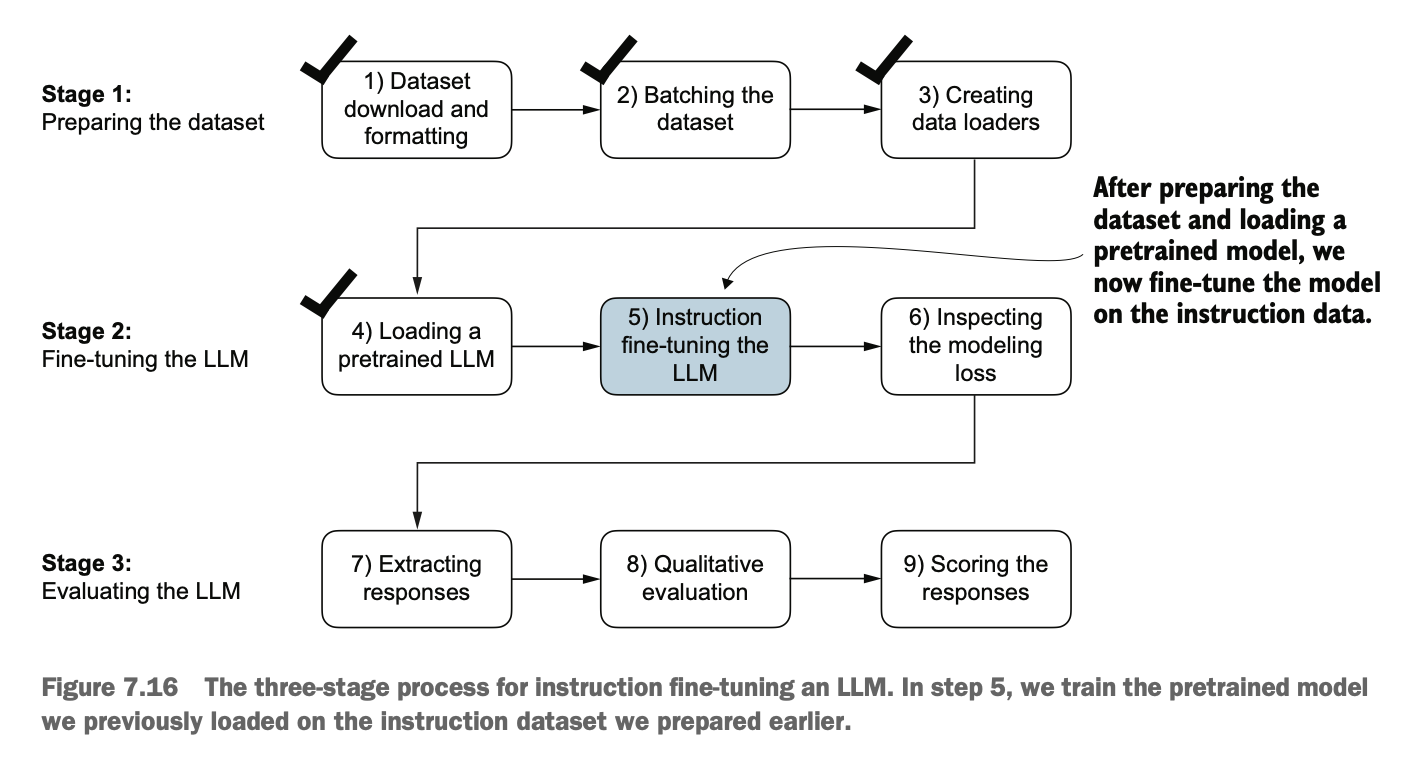 Stage 1:
Preparing the dataset
1) Dataset
download and
formatting
2) Batching the
dataset
3) Creating
data loaders
After preparing the
dataset and loading a
pretrained model, we
now fine-tune the model
on the instruction data.
Stage 2:
Fine-tuning the LLM
4) Loading a
pretrained LLM
5) Instruction
fine-tuning the
LLM
6) Inspecting
the modeling
loss
Stage 3:
Evaluating the LLM
7) Extracting
responses
8) Qualitative
evaluation
9) Scoring the
responses
Figure 7.16 The three-stage process for instruction fine-tuning an LLM. In step 5, we train the pretrained model
we previously loaded on the instruction dataset we prepared earlier.